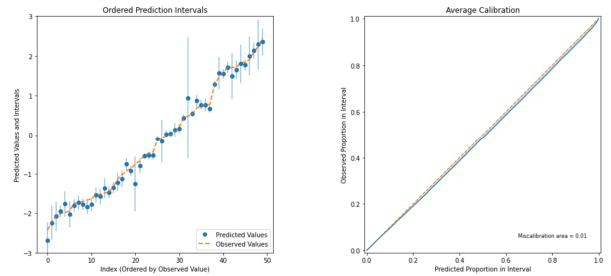 Ordered Prediction Intervals
3
2
1
0
−1
−2
−3
Predicted Values and Intervals
0
10
20
30
40
50
Index (Ordered by Observed Value)
Predicted Values
Observed Values
Average Calibration
1.0
0.8
0.6
0.4
0.2
0.0
Observed Proportion in Interval
Miscalibration area = 0.01
0.0
0.2
0.4
0.6
0.8
1.0
Predicted Proportion in Interval